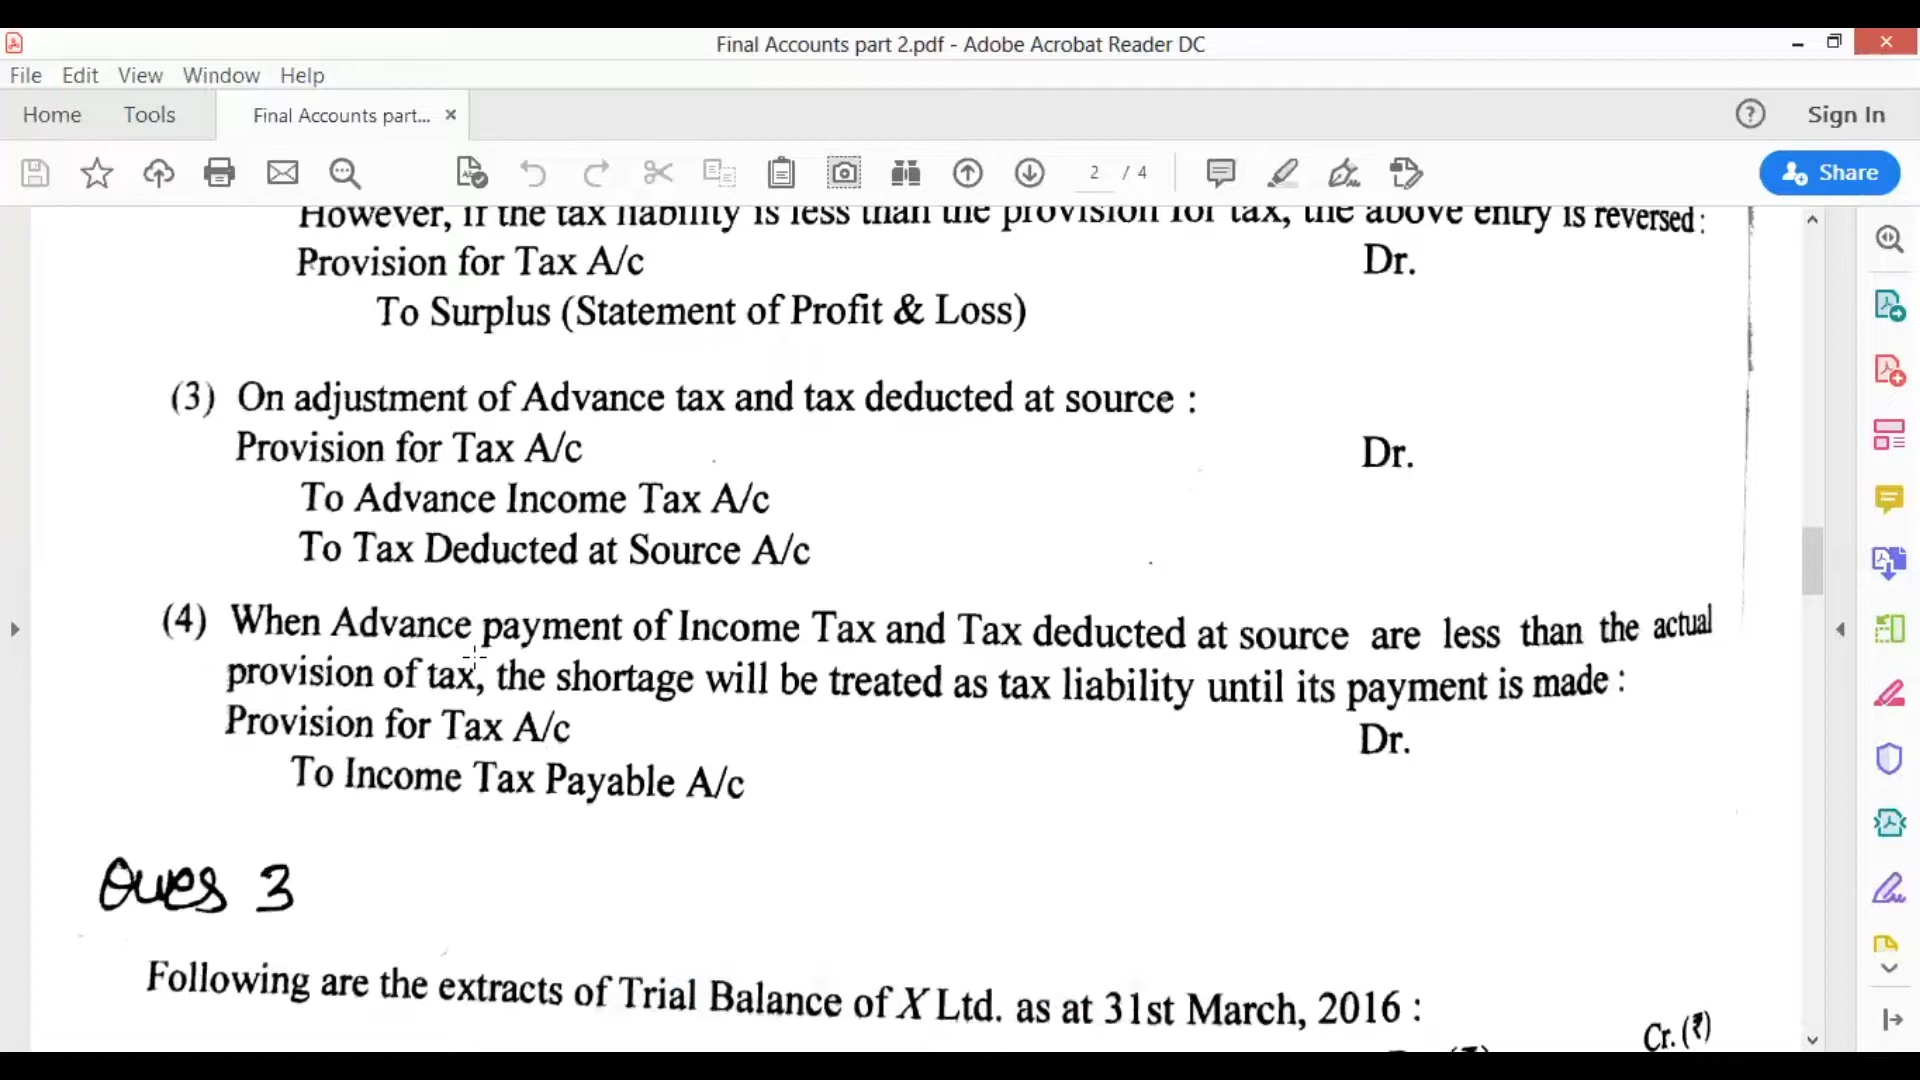 Final Accounts part 2.pdf - Adobe Acrobat Reader DC
File Edit View Window Help
Home Tools Final Accounts part... × Sign In
2 / 4 Share
However, if the tax liability is less than the provision for tax, the above entry is reversed :
Provision for Tax A/c Dr.
To Surplus (Statement of Profit & Loss)
(3) On adjustment of Advance tax and tax deducted at source :
Provision for Tax A/c Dr.
To Advance Income Tax A/c
To Tax Deducted at Source A/c
(4) When Advance payment of Income Tax and Tax deducted at source are less than the actual
provision of tax, the shortage will be treated as tax liability until its payment is made :
Provision for Tax A/c Dr.
To Income Tax Payable A/c
Ques 3
Following are the extracts of Trial Balance of X Ltd. as at 31st March, 2016 :
Cr. (₹)